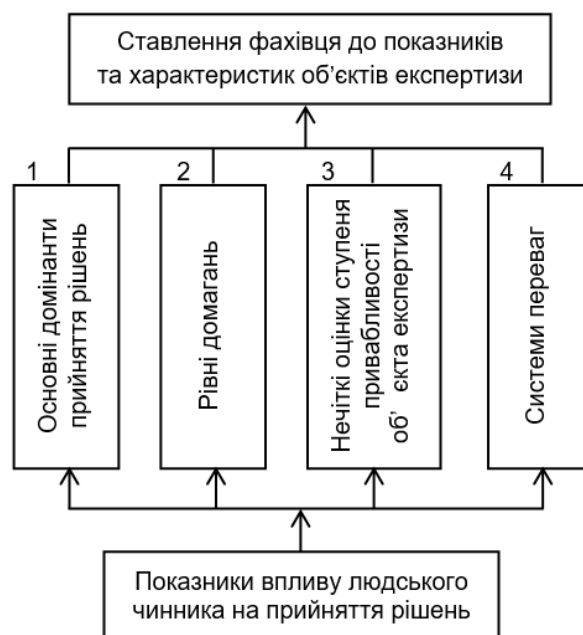 Ставлення фахівця до показників
та характеристик об’єктів експертизи
1
2
3
4
Основні домінанти
прийняття рішень
Рівні домагань
Нечіткі оцінки ступеня
привабливості
об’ єкта експертизи
Системи переваг
Показники впливу людського
чинника на прийняття рішень